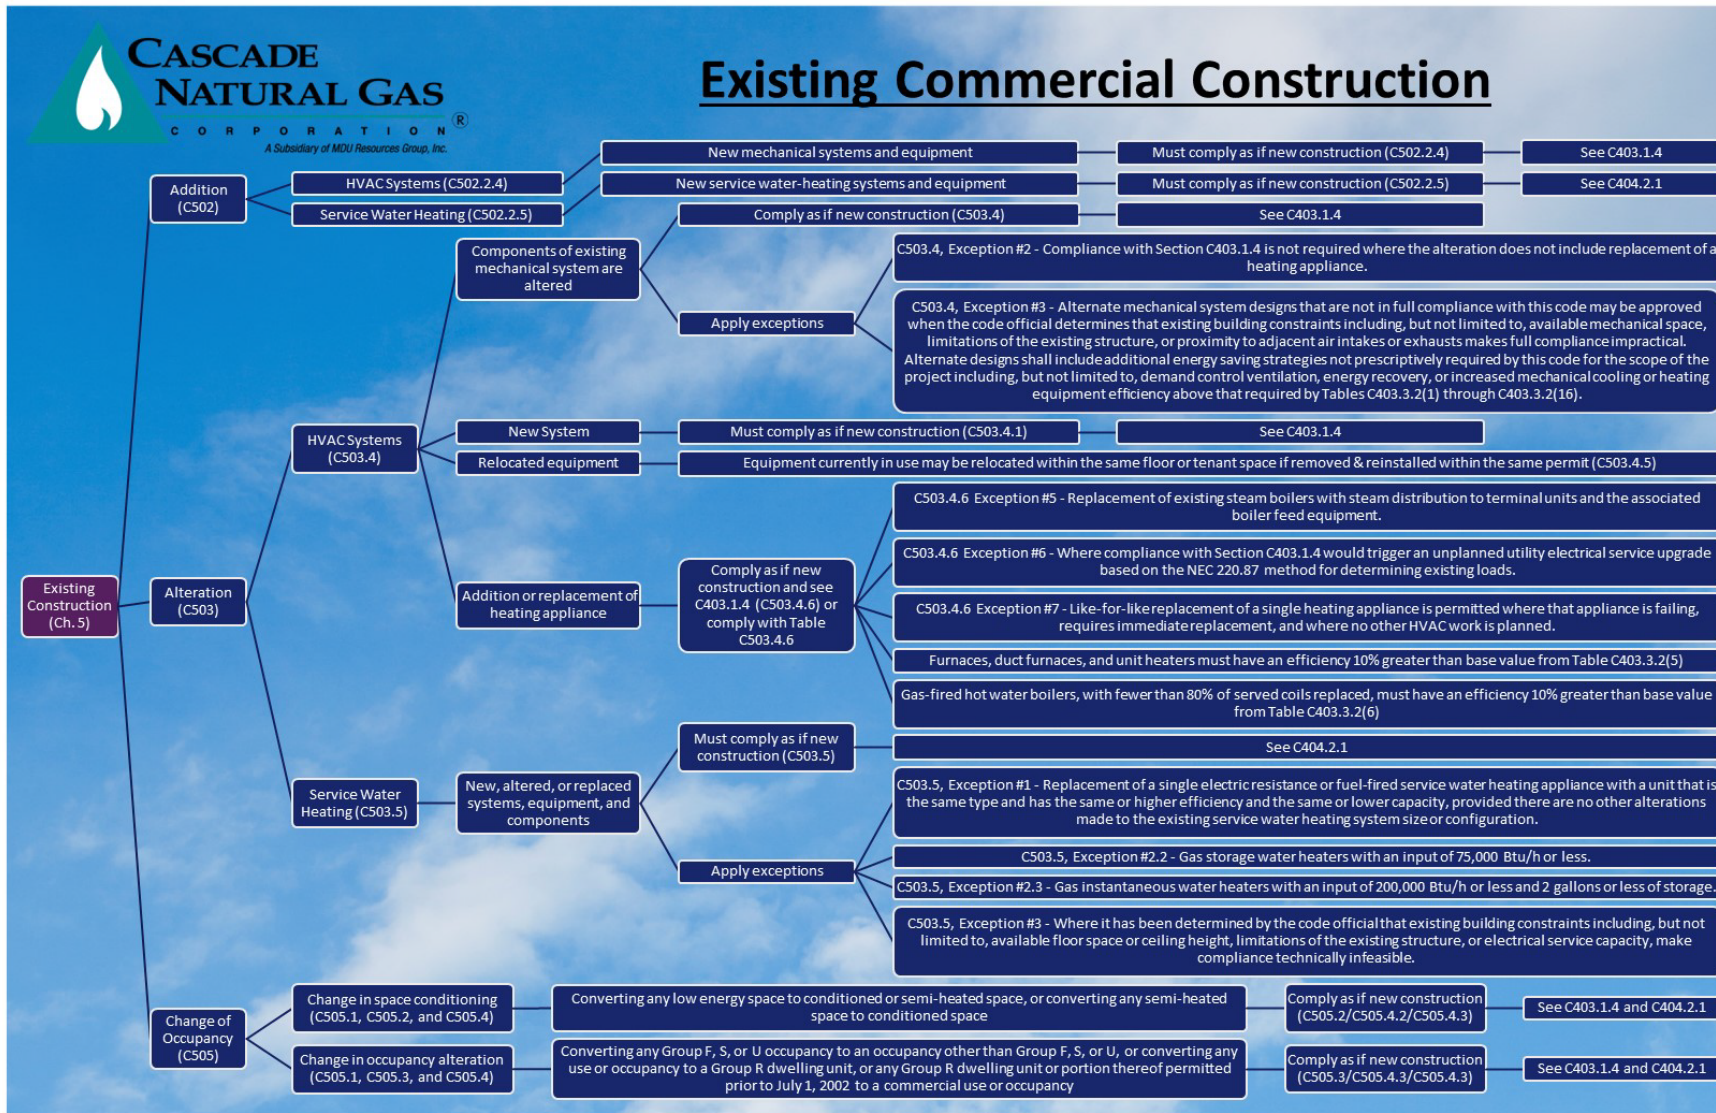 CASCADE
NATURAL GAS
CORPORATION ®
A Subsidiary of MDU Resources Group, Inc.
Existing Commercial Construction
Existing
Construction
(Ch. 5)
Addition
(C502)
HVAC Systems (C502.2.4)
New mechanical systems and equipment
Must comply as if new construction (C502.2.4)
See C403.1.4
Service Water Heating (C502.2.5)
New service water-heating systems and equipment
Must comply as if new construction (C502.2.5)
See C404.2.1
Alteration
(C503)
HVAC Systems
(C503.4)
Components of existing
mechanical system are
altered
Comply as if new construction (C503.4)
See C403.1.4
Apply exceptions
C503.4, Exception #2 - Compliance with Section C403.1.4 is not required where the alteration does not include replacement of a
heating appliance.
C503.4, Exception #3 - Alternate mechanical system designs that are not in full compliance with this code may be approved
when the code official determines that existing building constraints including, but not limited to, available mechanical space,
limitations of the existing structure, or proximity to adjacent air intakes or exhausts makes full compliance impractical.
Alternate designs shall include additional energy saving strategies not prescriptively required by this code for the scope of the
project including, but not limited to, demand control ventilation, energy recovery, or increased mechanical cooling or heating
equipment efficiency above that required by Tables C403.3.2(1) through C403.3.2(16).
New System
Must comply as if new construction (C503.4.1)
See C403.1.4
Relocated equipment
Equipment currently in use may be relocated within the same floor or tenant space if removed & reinstalled within the same permit (C503.4.5)
Addition or replacement of
heating appliance
Comply as if new
construction and see
C403.1.4 (C503.4.6) or
comply with Table
C503.4.6
C503.4.6 Exception #5 - Replacement of existing steam boilers with steam distribution to terminal units and the associated
boiler feed equipment.
C503.4.6 Exception #6 - Where compliance with Section C403.1.4 would trigger an unplanned utility electrical service upgrade
based on the NEC 220.87 method for determining existing loads.
C503.4.6 Exception #7 - Like-for-like replacement of a single heating appliance is permitted where that appliance is failing,
requires immediate replacement, and where no other HVAC work is planned.
Furnaces, duct furnaces, and unit heaters must have an efficiency 10% greater than base value from Table C403.3.2(5)
Gas-fired hot water boilers, with fewer than 80% of served coils replaced, must have an efficiency 10% greater than base value
from Table C403.3.2(6)
Service Water
Heating (C503.5)
New, altered, or replaced
systems, equipment, and
components
Must comply as if new
construction (C503.5)
See C404.2.1
Apply exceptions
C503.5, Exception #1 - Replacement of a single electric resistance or fuel-fired service water heating appliance with a unit that is
the same type and has the same or higher efficiency and the same or lower capacity, provided there are no other alterations
made to the existing service water heating system size or configuration.
C503.5, Exception #2.2 - Gas storage water heaters with an input of 75,000 Btu/h or less.
C503.5, Exception #2.3 - Gas instantaneous water heaters with an input of 200,000 Btu/h or less and 2 gallons or less of storage.
C503.5, Exception #3 - Where it has been determined by the code official that existing building constraints including, but not
limited to, available floor space or ceiling height, limitations of the existing structure, or electrical service capacity, make
compliance technically infeasible.
Change of
Occupancy
(C505)
Change in space conditioning
(C505.1, C505.2, and C505.4)
Converting any low energy space to conditioned or semi-heated space, or converting any semi-heated
space to conditioned space
Comply as if new construction
(C505.2/C505.4.2/C505.4.3)
See C403.1.4 and C404.2.1
Change in occupancy alteration
(C505.1, C505.3, and C505.4)
Converting any Group F, S, or U occupancy to an occupancy other than Group F, S, or U, or converting any
use or occupancy to a Group R dwelling unit, or any Group R dwelling unit or portion thereof permitted
prior to July 1, 2002 to a commercial use or occupancy
Comply as if new construction
(C505.3/C505.4.3/C505.4.3)
See C403.1.4 and C404.2.1